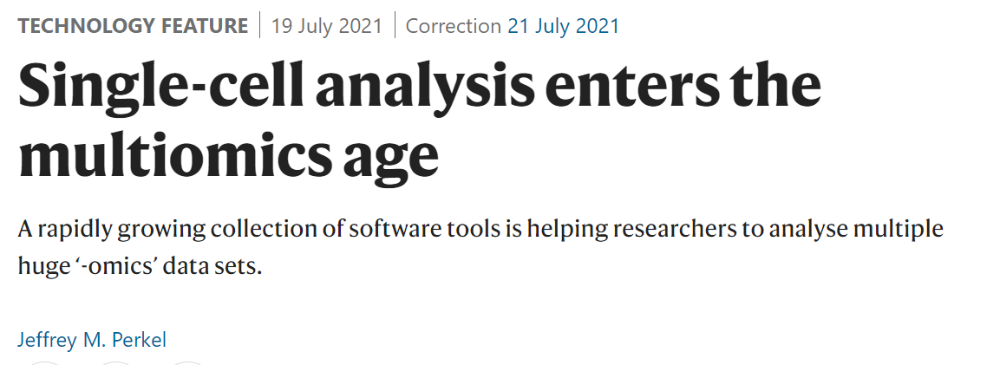 TECHNOLOGY FEATURE | 19 July 2021 | Correction 21 July 2021
Single-cell analysis enters the
multiomics age
A rapidly growing collection of software tools is helping researchers to analyse multiple
huge ‘-omics’ data sets.
Jeffrey M. Perkel